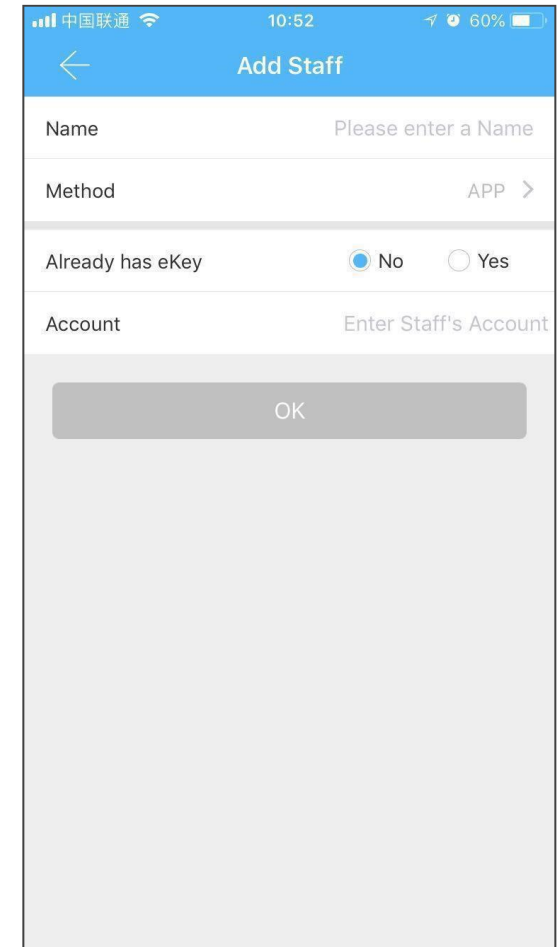 中国联通 10:52 60%
Add Staff
Name Please enter a Name
Method APP
Already has eKey No Yes
Account Enter Staff's Account
OK